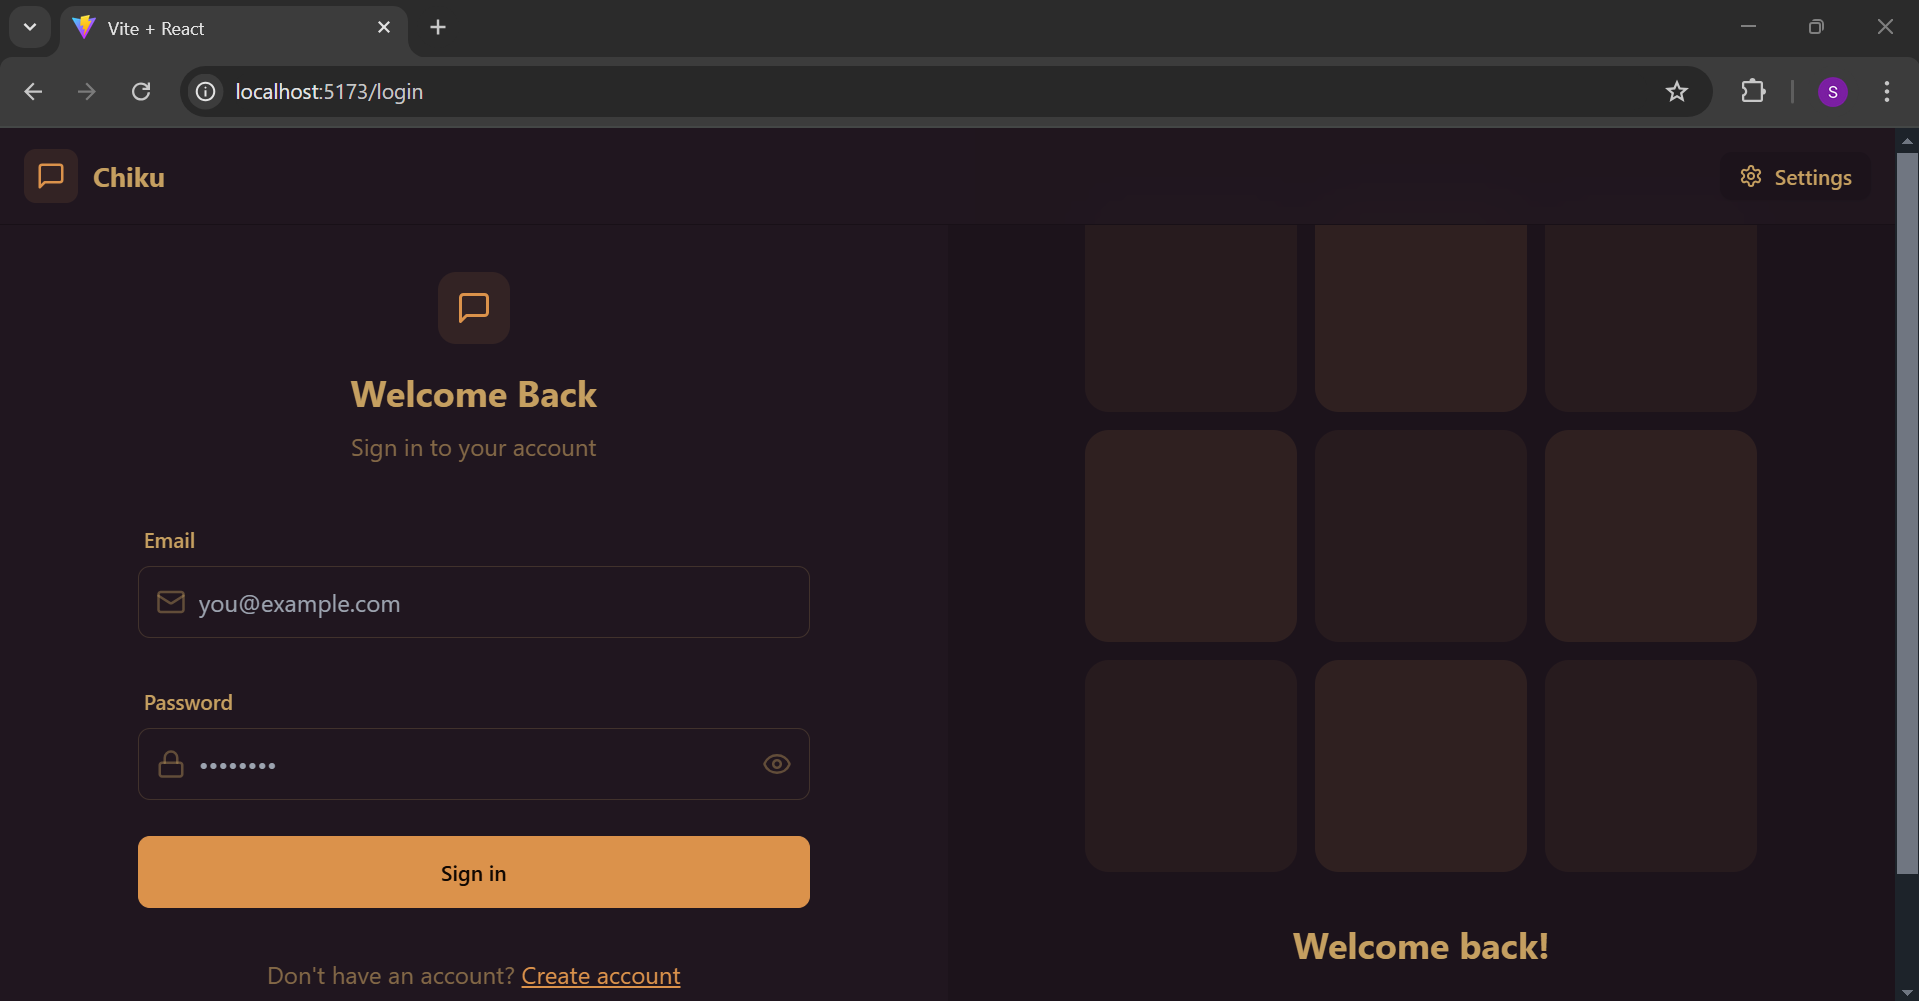 Vite + React
localhost:5173/login
S
Chiku
Settings
Welcome Back
Sign in to your account
Email
you@example.com
Password
••••••••
Sign in
Don't have an account? Create account
Welcome back!